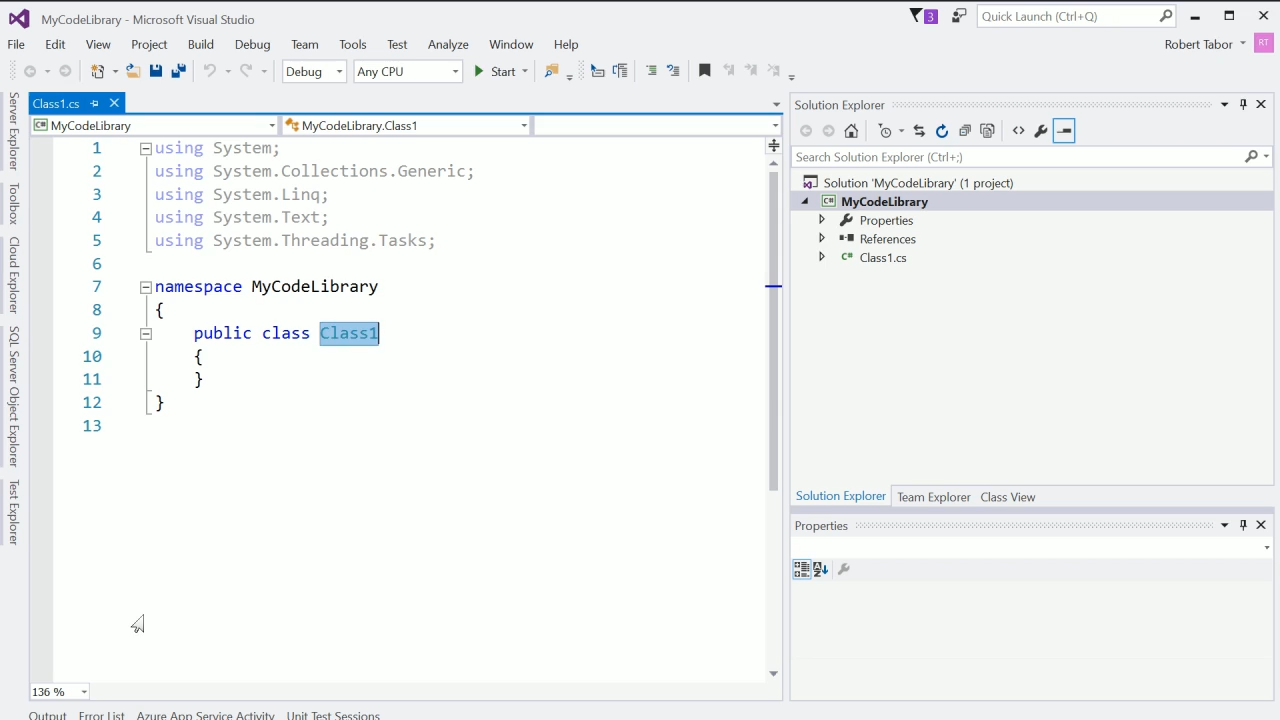 MyCodeLibrary - Microsoft Visual Studio
3
Quick Launch (Ctrl+Q)
File Edit View Project Build Debug Team Tools Test Analyze Window Help
Robert Tabor RT
Debug Any CPU Start
Server Explorer
Toolbox
Cloud Explorer
SQL Server Object Explorer
Test Explorer
Class1.cs
MyCodeLibrary MyCodeLibrary.Class1
1 using System;
2 using System.Collections.Generic;
3 using System.Linq;
4 using System.Text;
5 using System.Threading.Tasks;
6
7 namespace MyCodeLibrary
8 {
9 public class Class1
10 {
11 }
12 }
13
136 %
Solution Explorer
Search Solution Explorer (Ctrl+;)
Solution 'MyCodeLibrary' (1 project)
C# MyCodeLibrary
Properties
References
C# Class1.cs
Solution Explorer Team Explorer Class View
Properties
Output Error List Azure App Service Activity Unit Test Sessions